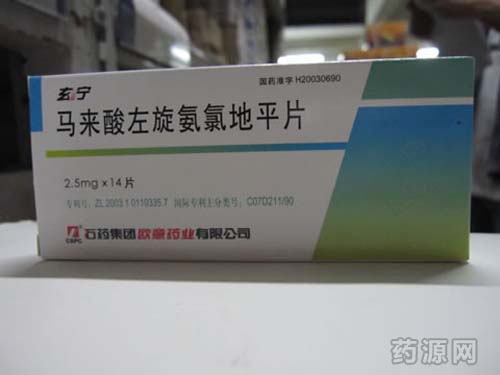 国药准字 H20030690
玄宁
马来酸左旋氨氯地平片
2.5mg x 14 片
专利号: ZL 2003 1 0119335.7 国际专利主分类号: C07D211/90
CSPC 石药集团欧意药业有限公司
药源网